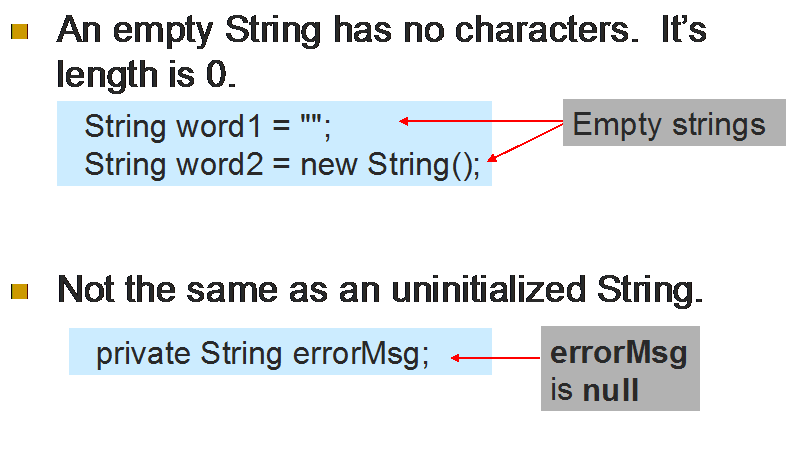 An empty String has no characters.  It’s
length is 0.
String word1 = "";
String word2 = new String();
Empty strings
Not the same as an uninitialized String.
private String errorMsg;
errorMsg
is null